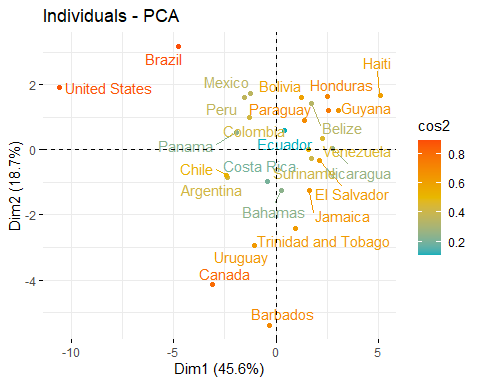 Individuals - PCA
Haiti
Brazil
Mexico
Bolivia
Honduras
United States
Peru
Paraguay
Guyana
Colombia
Belize
Panama
Ecuador
Venezuela
Chile
Costa Rica
Suriname
Nicaragua
Argentina
El Salvador
Bahamas
Jamaica
Trinidad and Tobago
Uruguay
Canada
Barbados
2
0
-2
-4
Dim2 (18.7%)
-10
-5
0
5
Dim1 (45.6%)
cos2
0.8
0.6
0.4
0.2